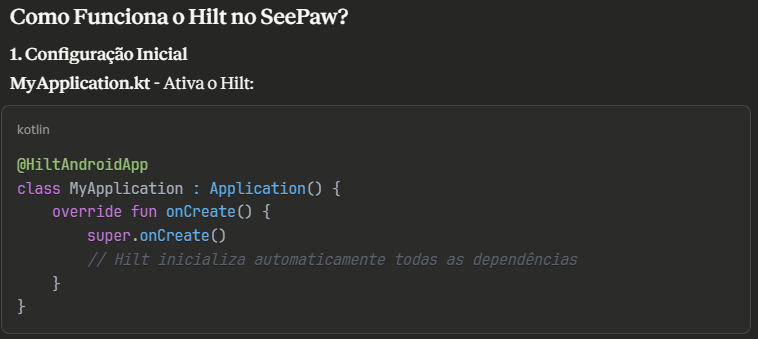 Como Funciona o Hilt no SeePaw?
1. Configuração Inicial
MyApplication.kt - Ativa o Hilt:
kotlin
@HiltAndroidApp
class MyApplication : Application() {
    override fun onCreate() {
        super.onCreate()
        // Hilt inicializa automaticamente todas as dependências
    }
}